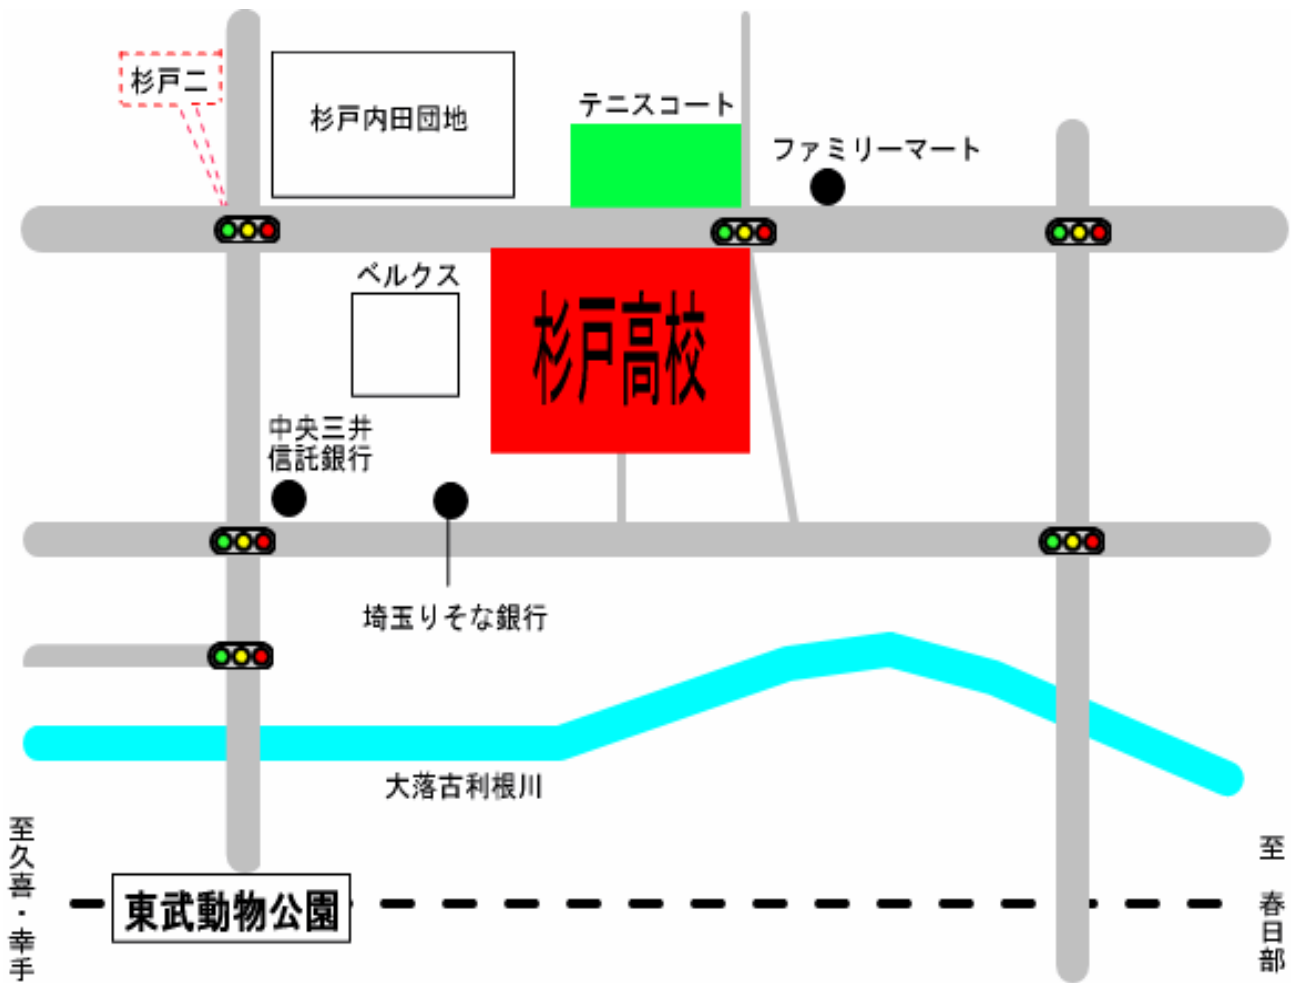 杉戸二
杉戸内田団地
テニスコート
ファミリーマート
ベルクス
杉戸高校
中央三井
信託銀行
埼玉りそな銀行
大落古利根川
至久喜・幸手
東武動物公園
至 春日部